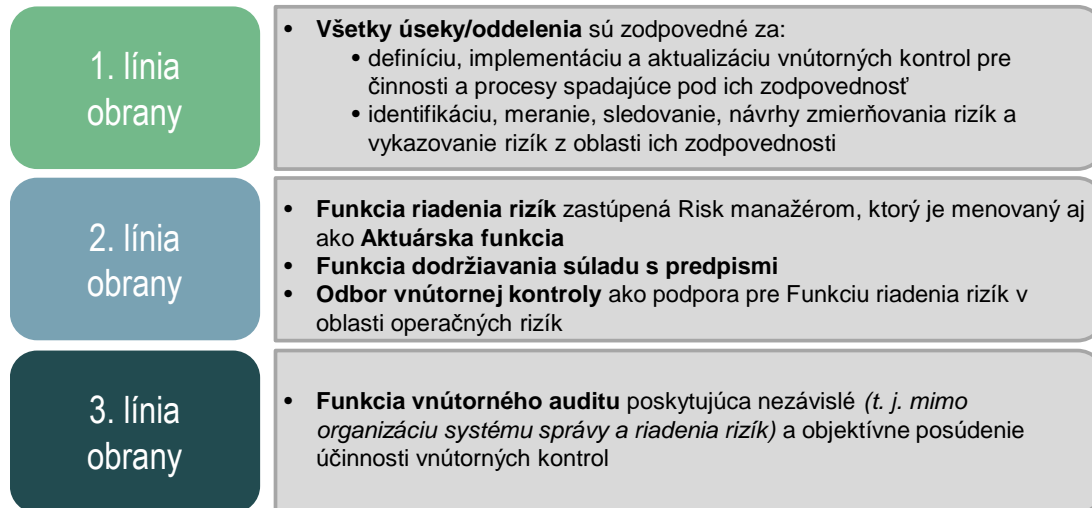 1. línia
obrany
• Všetky úseky/oddelenia sú zodpovedné za:
• definíciu, implementáciu a aktualizáciu vnútorných kontrol pre
činnosti a procesy spadajúce pod ich zodpovednosť
• identifikáciu, meranie, sledovanie, návrhy zmierňovania rizík a
vykazovanie rizík z oblasti ich zodpovednosti
2. línia
obrany
• Funkcia riadenia rizík zastúpená Risk manažérom, ktorý je menovaný aj
ako Aktuárska funkcia
• Funkcia dodržiavania súladu s predpismi
• Odbor vnútornej kontroly ako podpora pre Funkciu riadenia rizík v
oblasti operačných rizík
3. línia
obrany
• Funkcia vnútorného auditu poskytujúca nezávislé (t. j. mimo
organizáciu systému správy a riadenia rizík) a objektívne posúdenie
účinnosti vnútorných kontrol